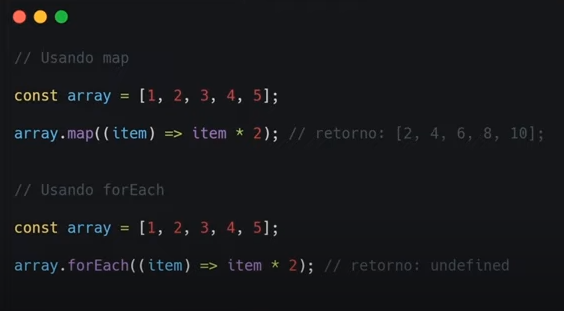 // Usando map
const array = [1, 2, 3, 4, 5];
array.map((item) => item * 2); // retorno: [2, 4, 6, 8, 10];
// Usando forEach
const array = [1, 2, 3, 4, 5];
array.forEach((item) => item * 2); // retorno: undefined